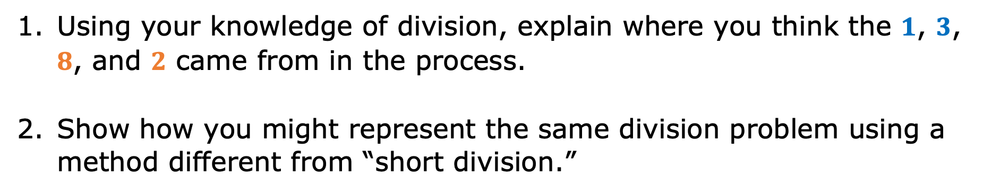 1. Using your knowledge of division, explain where you think the 1, 3,
8, and 2 came from in the process.
2. Show how you might represent the same division problem using a
method different from “short division.”